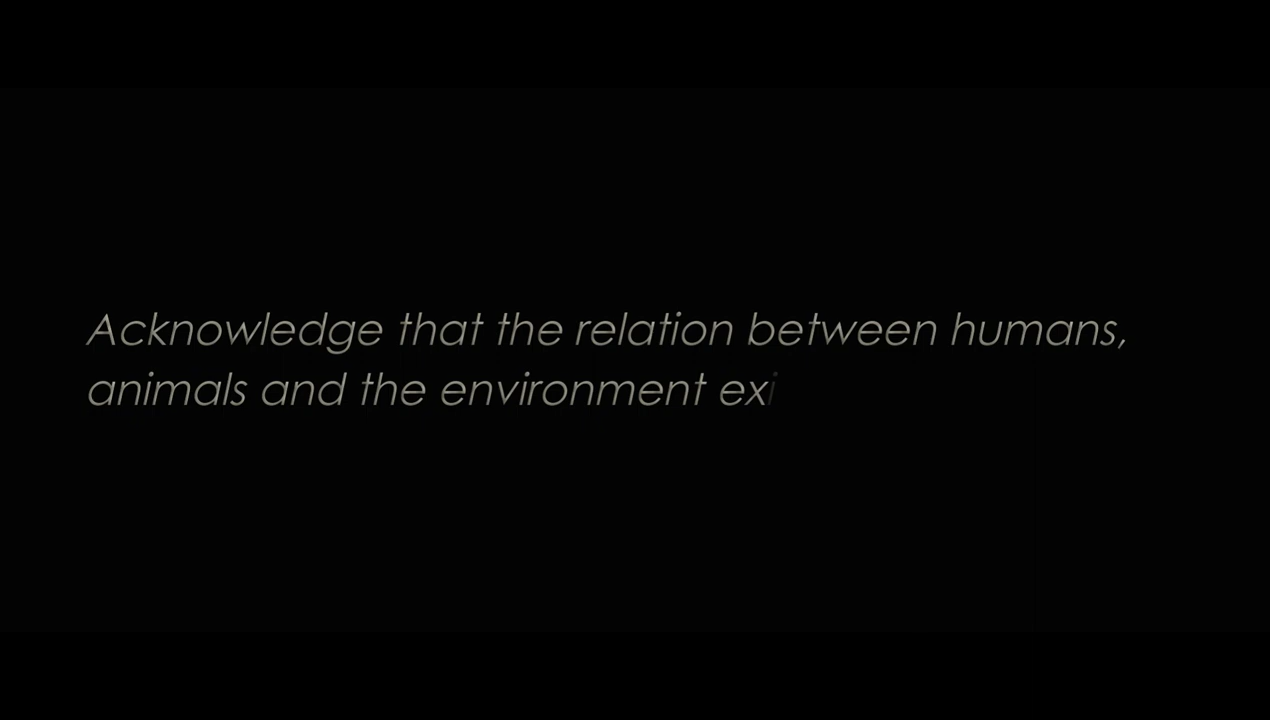 Acknowledge that the relation between humans,
animals and the environment exi